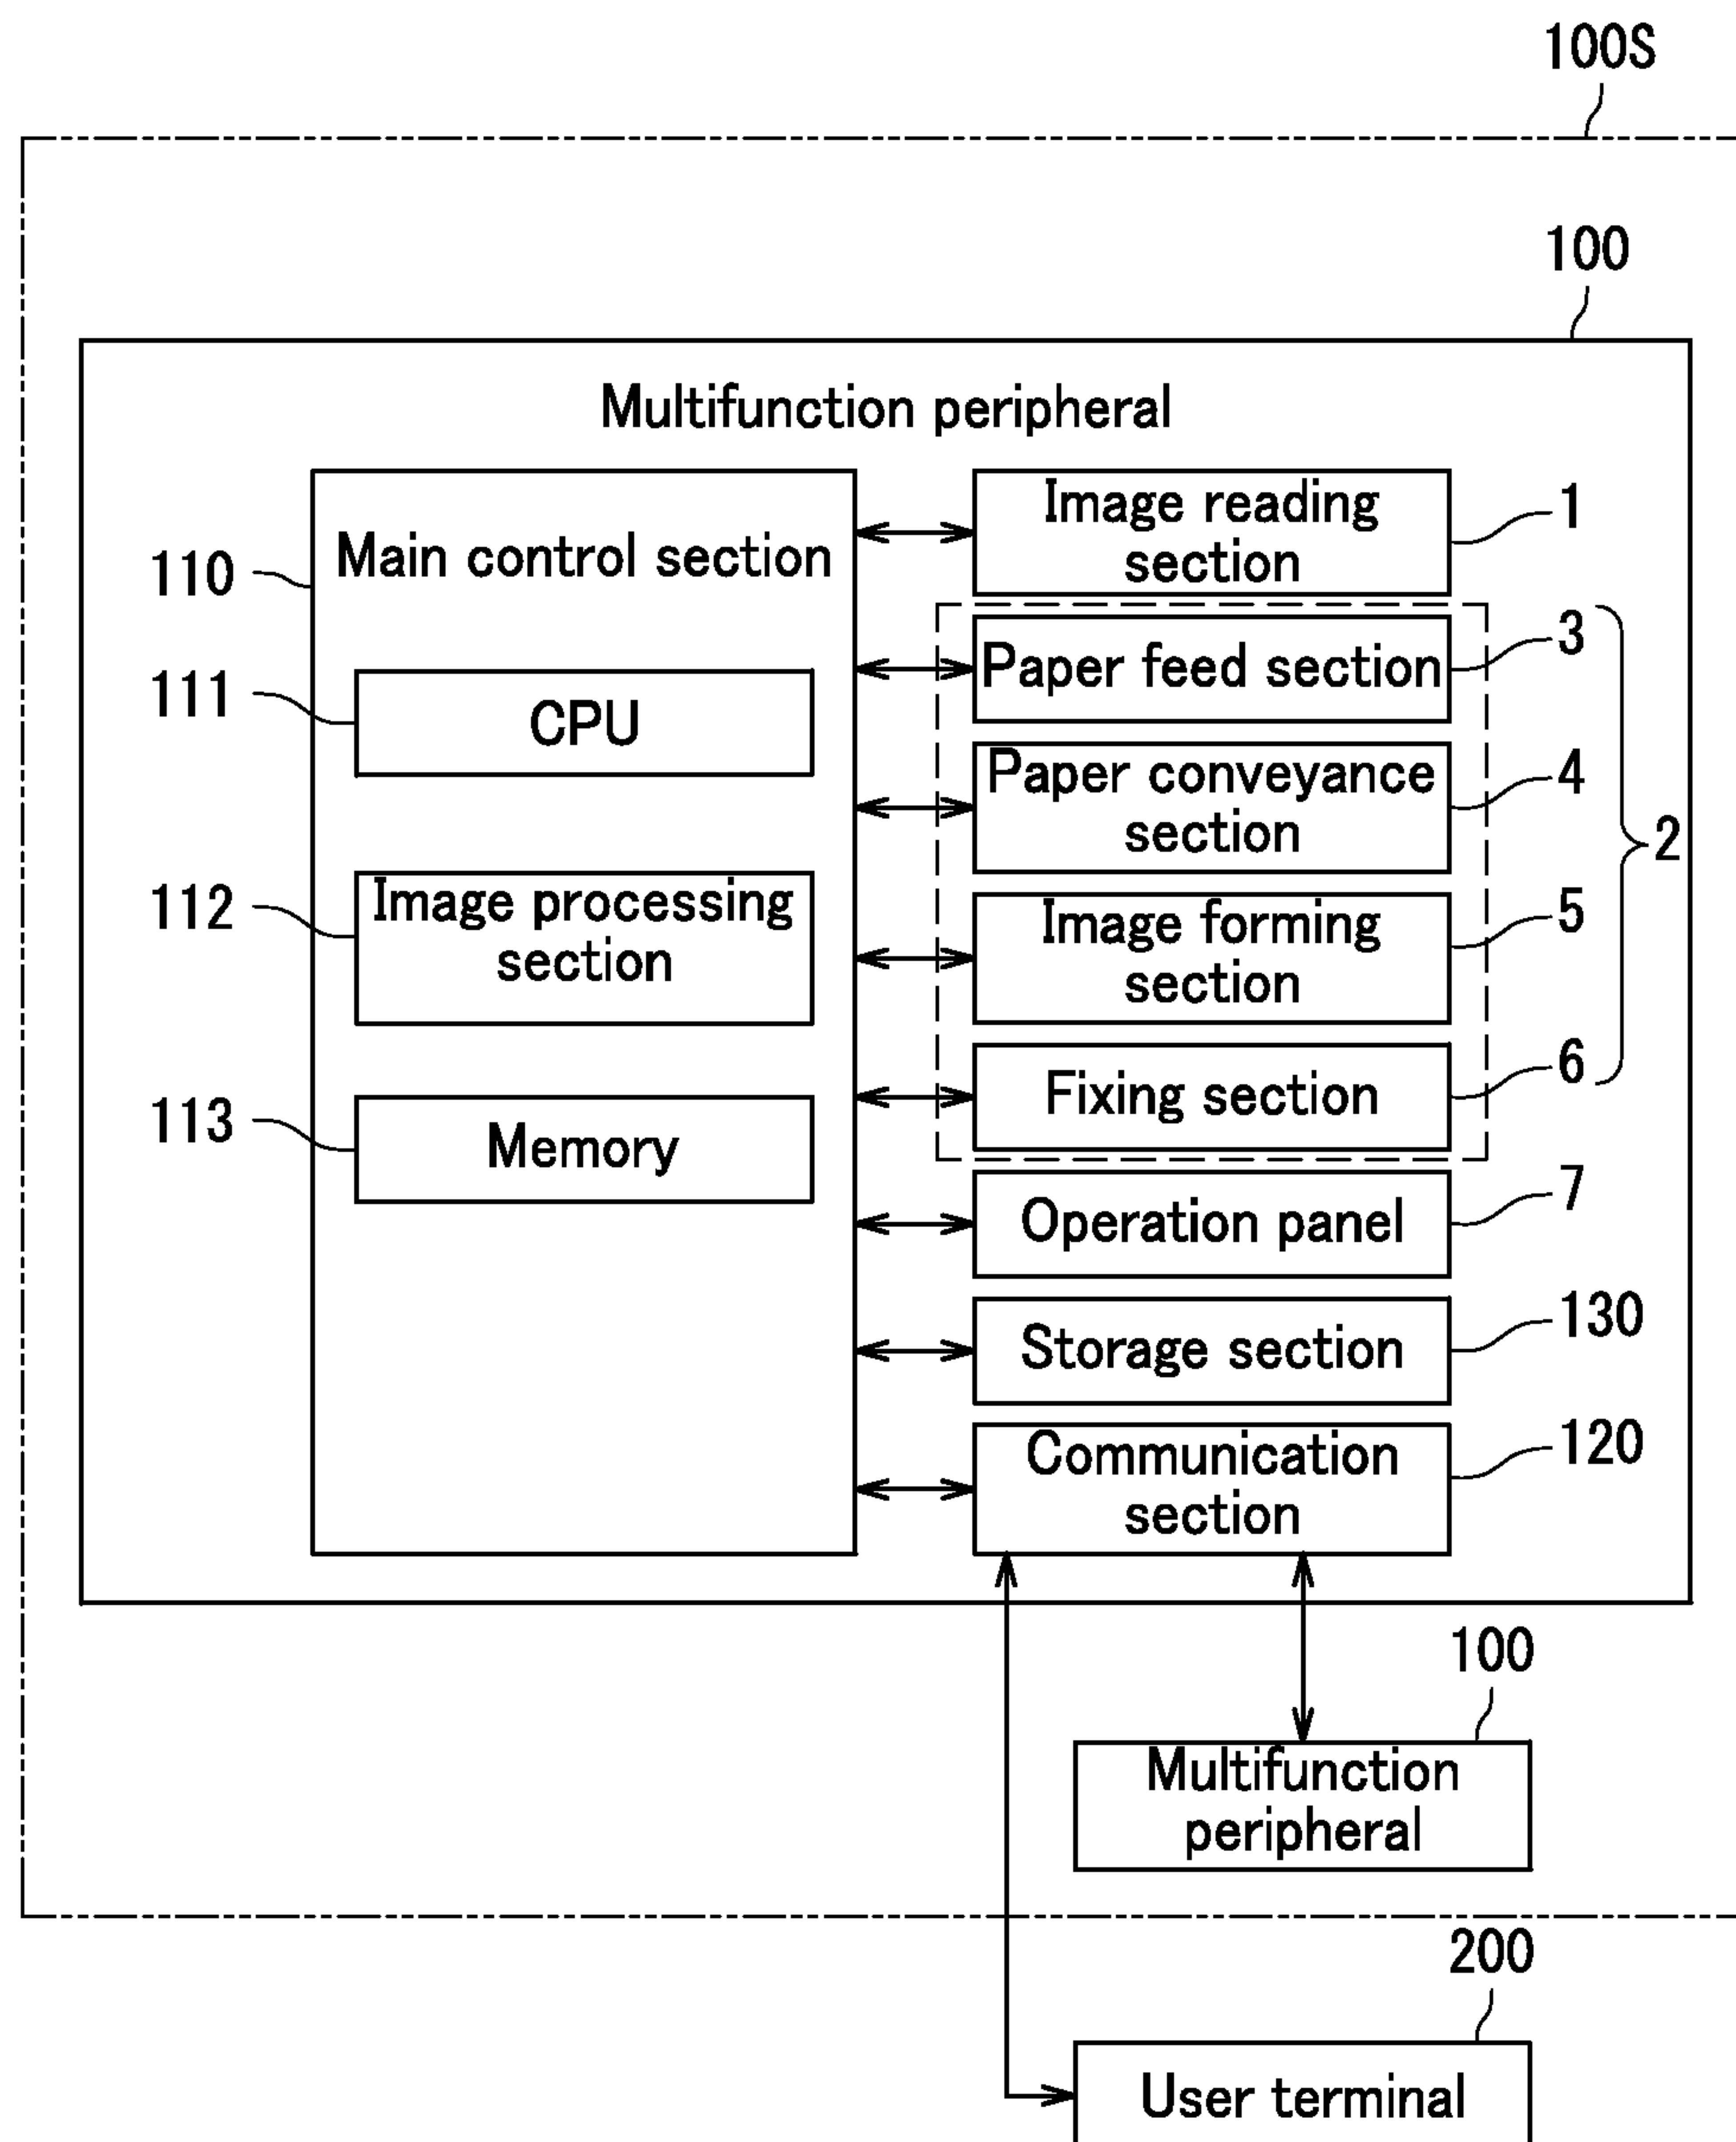 100S
100
Multifunction peripheral
Main control section
110
CPU
111
Image processing
section
112
Memory
113
Image reading
section
1
Paper feed section
3
Paper conveyance
section
4
2
Image forming
section
5
Fixing section
6
Operation panel
7
Storage section
130
Communication
section
120
100
Multifunction
peripheral
200
User terminal